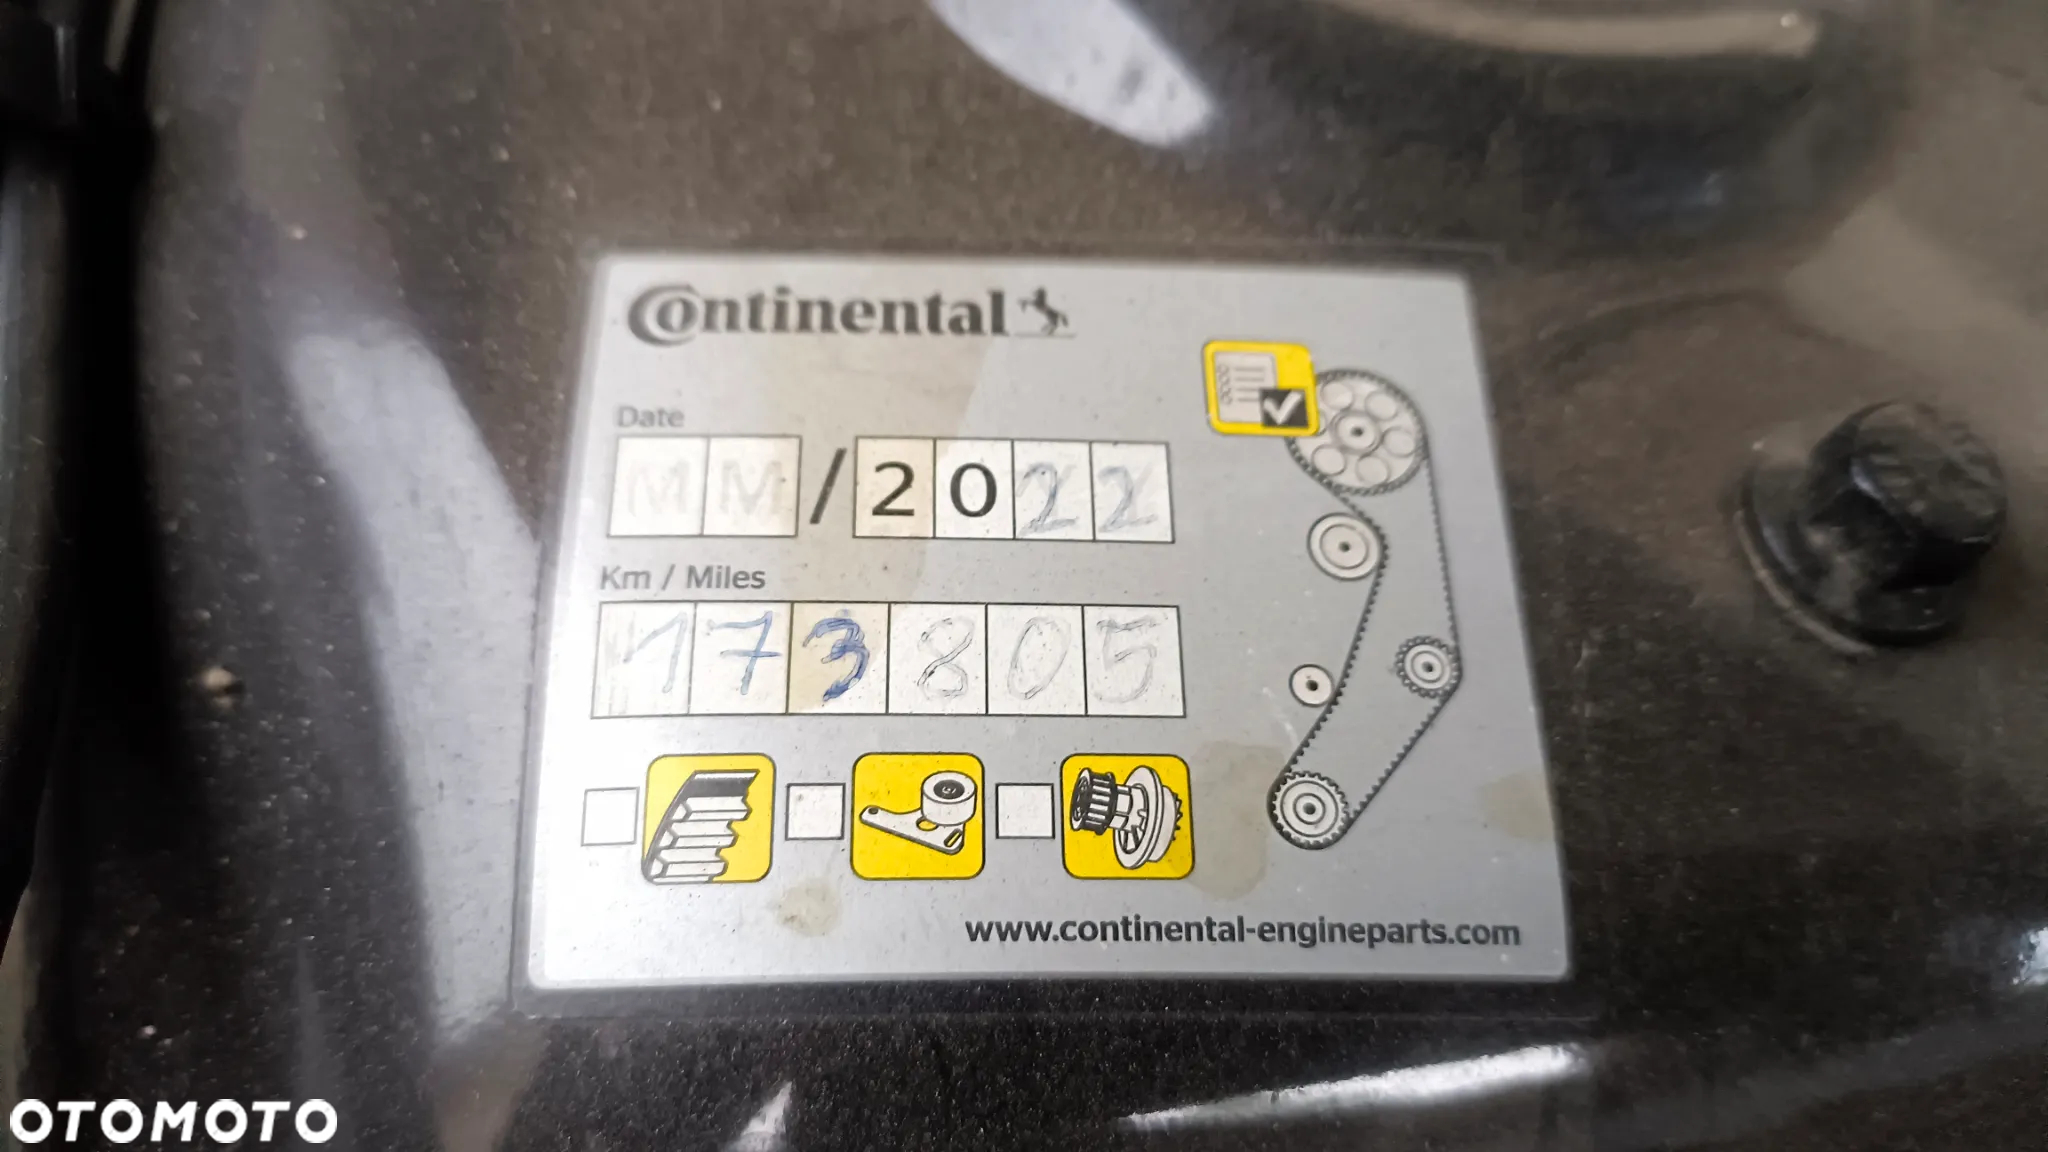 Continental
Date
MM/2022
Km / Miles
173805
www.continental-engineparts.com
OTOMOTO